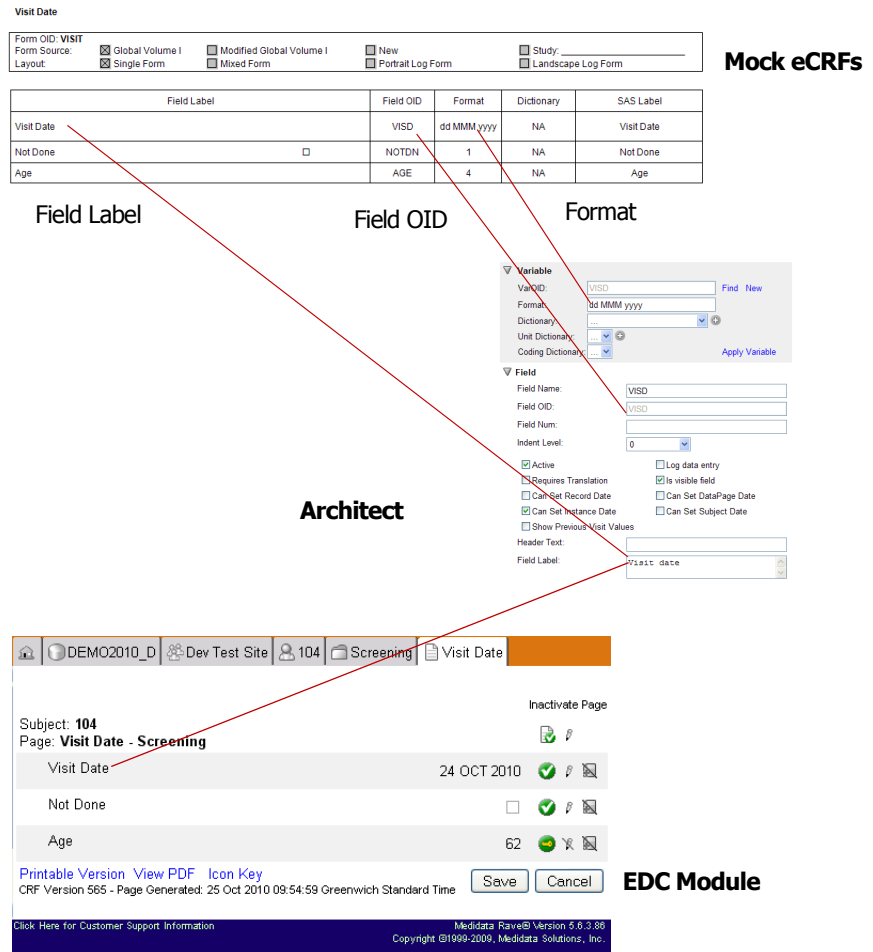 Visit Date
Form OID: VISIT
Form Source: Global Volume I Modified Global Volume I New Study:
Layout: Single Form Mixed Form Portrait Log Form Landscape Log Form
Mock eCRFs
Field Label Field OID Format Dictionary SAS Label
Visit Date VISD dd MMM yyyy NA Visit Date
Not Done NOTDN 1 NA Not Done
Age AGE 4 NA Age
Field Label Field OID Format
Variable
VarOID: VISD Find New
Format: dd MMM yyyy
Dictionary: ...
Unit Dictionary: ...
Coding Dictionary: ... Apply Variable
Field
Field Name: VISD
Field OID: VISD
Field Num:
Indent Level: 0
Active Log data entry
Requires Translation Is visible field
Can Set Record Date Can Set DataPage Date
Can Set Instance Date Can Set Subject Date
Show Previous Visit Values
Architect
Header Text:
Field Label: Visit date
DEMO2010_D Dev Test Site 104 Screening Visit Date
Inactivate Page
Subject: 104
Page: Visit Date - Screening
Visit Date 24 OCT 2010
Not Done
Age 62
Printable Version View PDF Icon Key
CRF Version 565 - Page Generated: 25 Oct 2010 09:54:59 Greenwich Standard Time
Save Cancel
EDC Module
Click Here for Customer Support Information Medidata Rave® Version 5.6.3.86
Copyright ©1999-2009, Medidata Solutions, Inc.